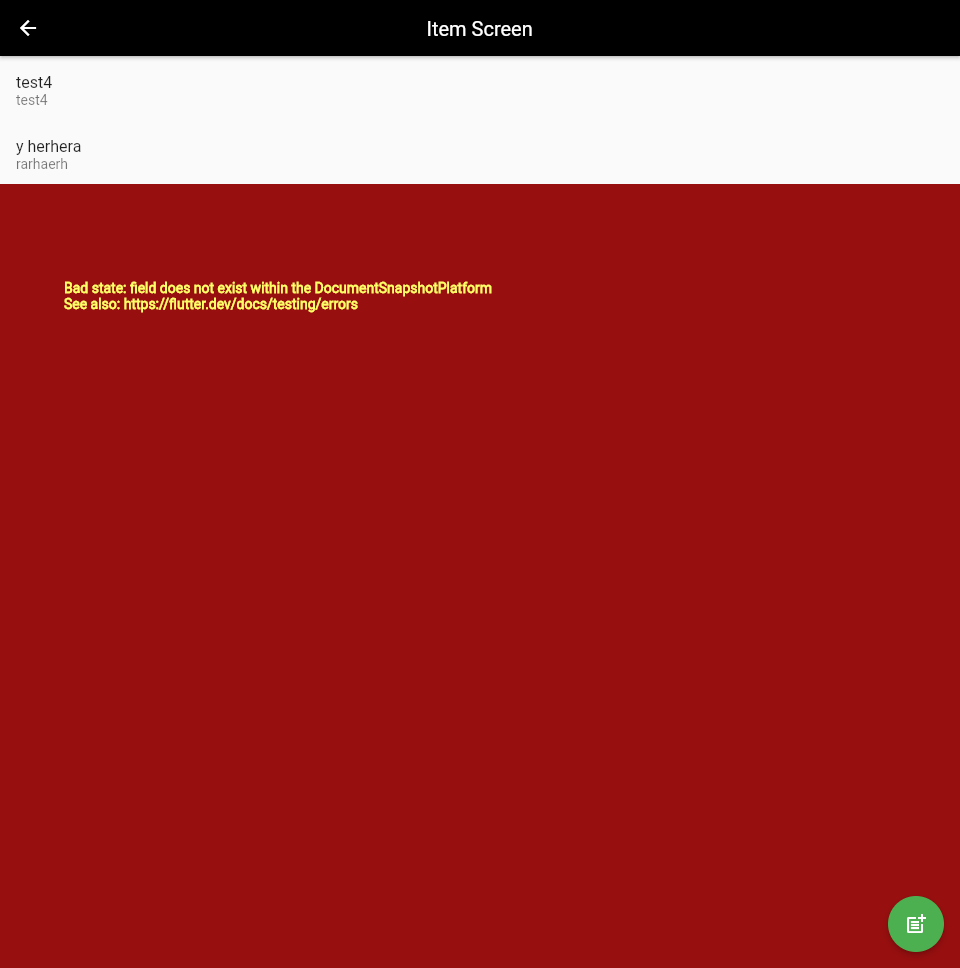 Item Screen
test4
test4
y herhera
rarhaerh
Bad state: field does not exist within the DocumentSnapshotPlatform
See also: https://flutter.dev/docs/testing/errors